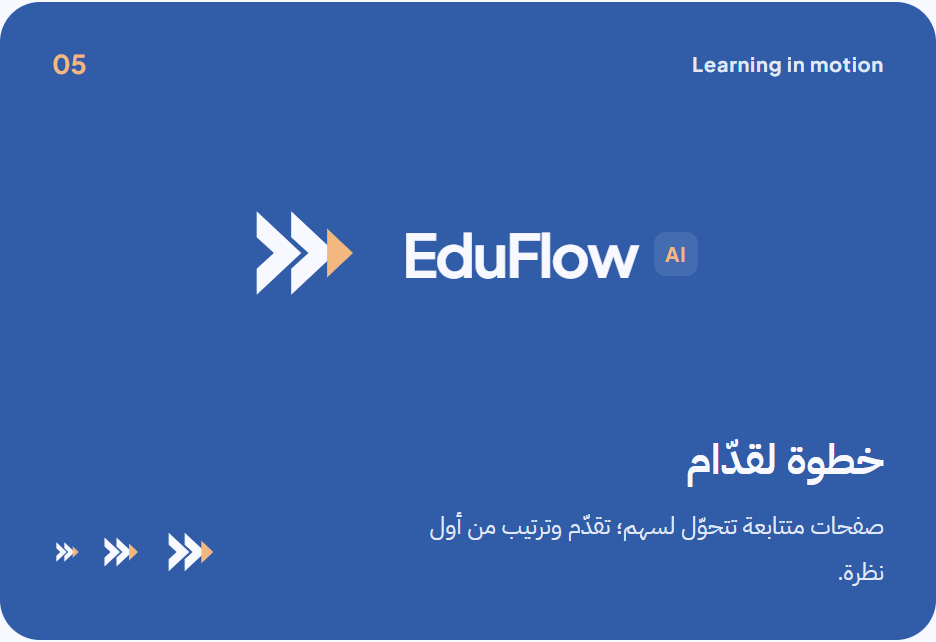 05
Learning in motion
EduFlow AI
خطوة لقدّام
صفحات متتابعة تتحوّل لسهم؛ تقدّم وترتيب من أول
نظرة.